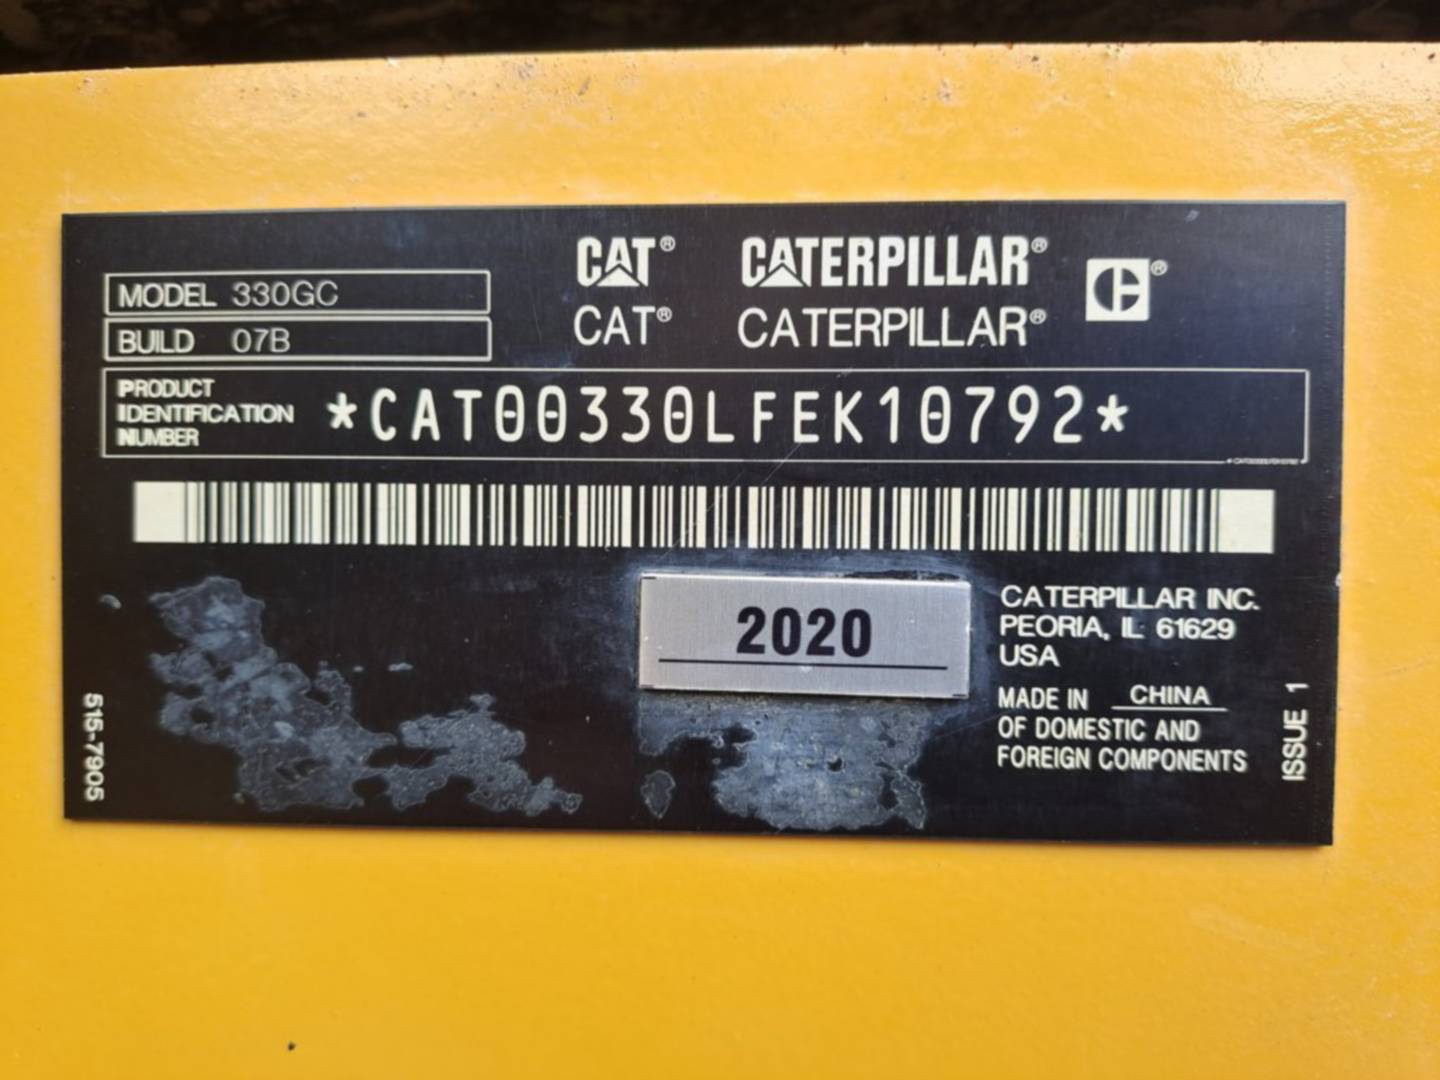 CAT® CATERPILLAR®
CAT® CATERPILLAR®
MODEL 330GC
BUILD 07B
PRODUCT
IDENTIFICATION
NUMBER
*CAT00330LFEK10792*
2020
CATERPILLAR INC.
PEORIA, IL 61629
USA
MADE IN CHINA
OF DOMESTIC AND
FOREIGN COMPONENTS
515-7905
ISSUE 1